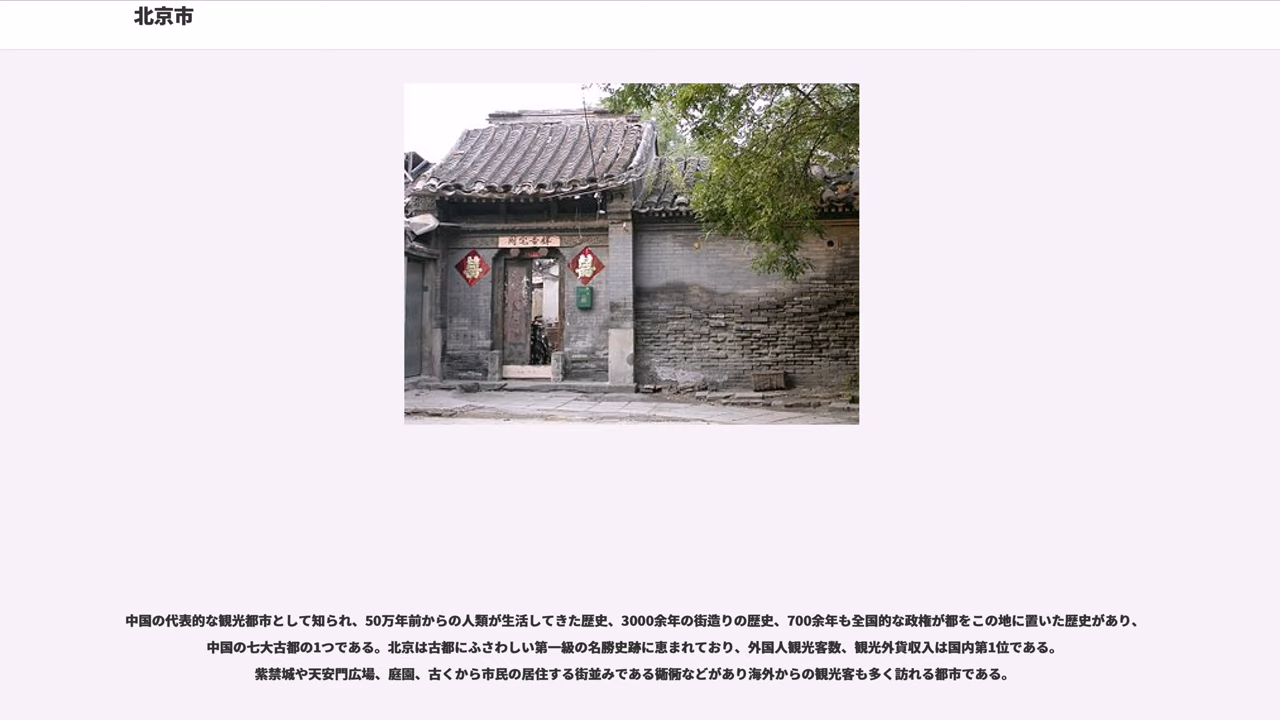 北京市
囍
囍
中国の代表的な観光都市として知られ、50万年前からの人類が生活してきた歴史、3000余年の街造りの歴史、700余年も全国的な政権が都をこの地に置いた歴史があり、
中国の七大古都の1つである。北京は古都にふさわしい第一級の名勝史跡に恵まれており、外国人観光客数、観光外貨収入は国内第1位である。
紫禁城や天安門広場、庭園、古くから市民の居住する街並みである衚衕などがあり海外からの観光客も多く訪れる都市である。